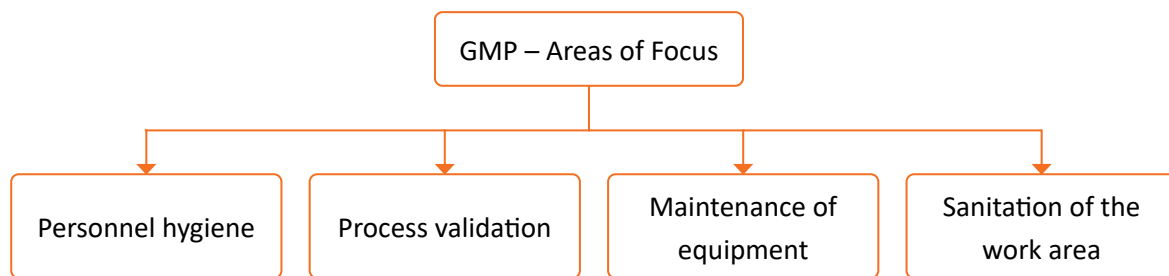 GMP – Areas of Focus
Personnel hygiene
Process validation
Maintenance of
equipment
Sanitation of the
work area